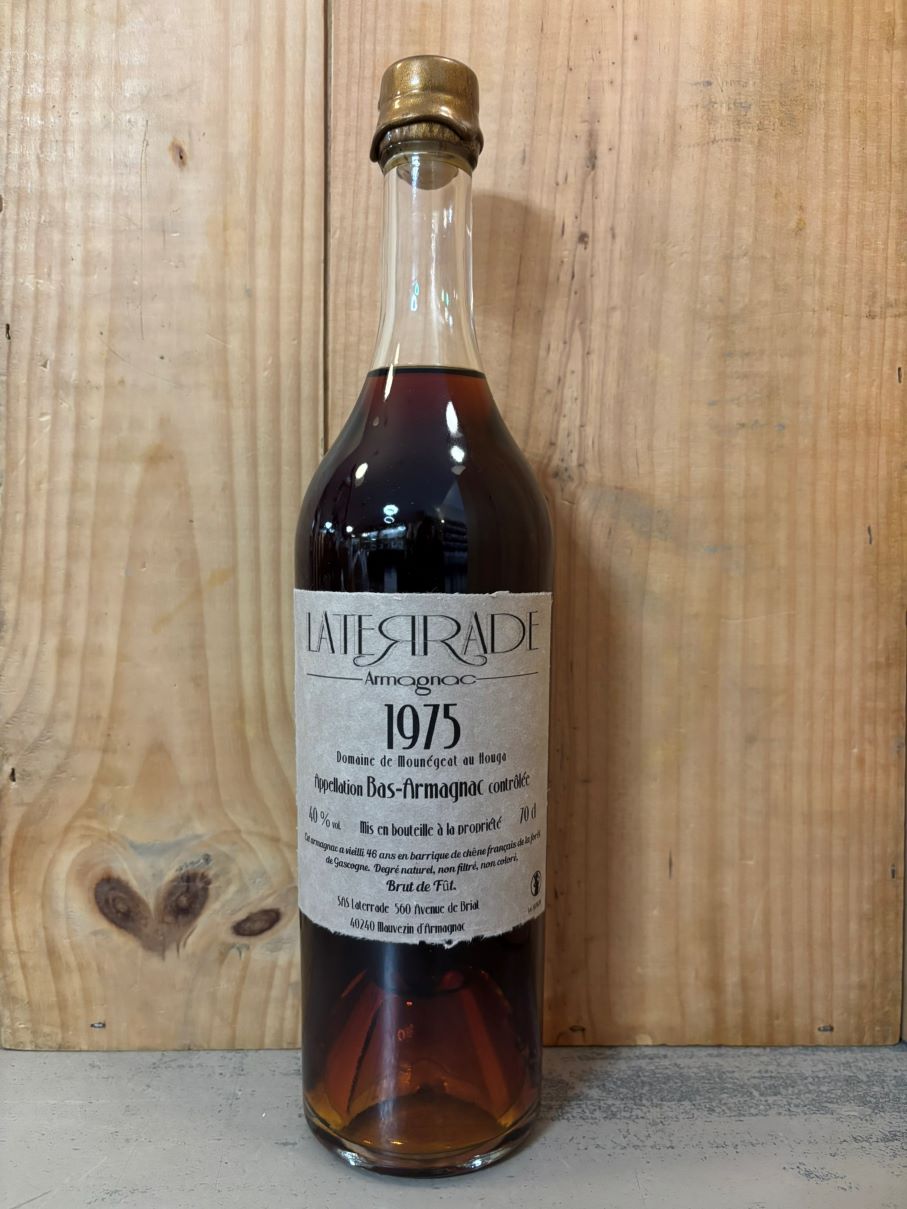 LATERRADE
Armagnac
1975
Domaine de Mounégeat au Houga
Appellation Bas-Armagnac contrôlée
40 % vol. Mis en bouteille à la propriété 70 cl
Cet armagnac a vieilli 46 ans en barrique de chêne français de la forêt
de Gascogne. Degré naturel, non filtré, non coloré.
Brut de Fût.
SAS Laterrade 560 Avenue de Briat
40240 Mauvezin d'Armagnac